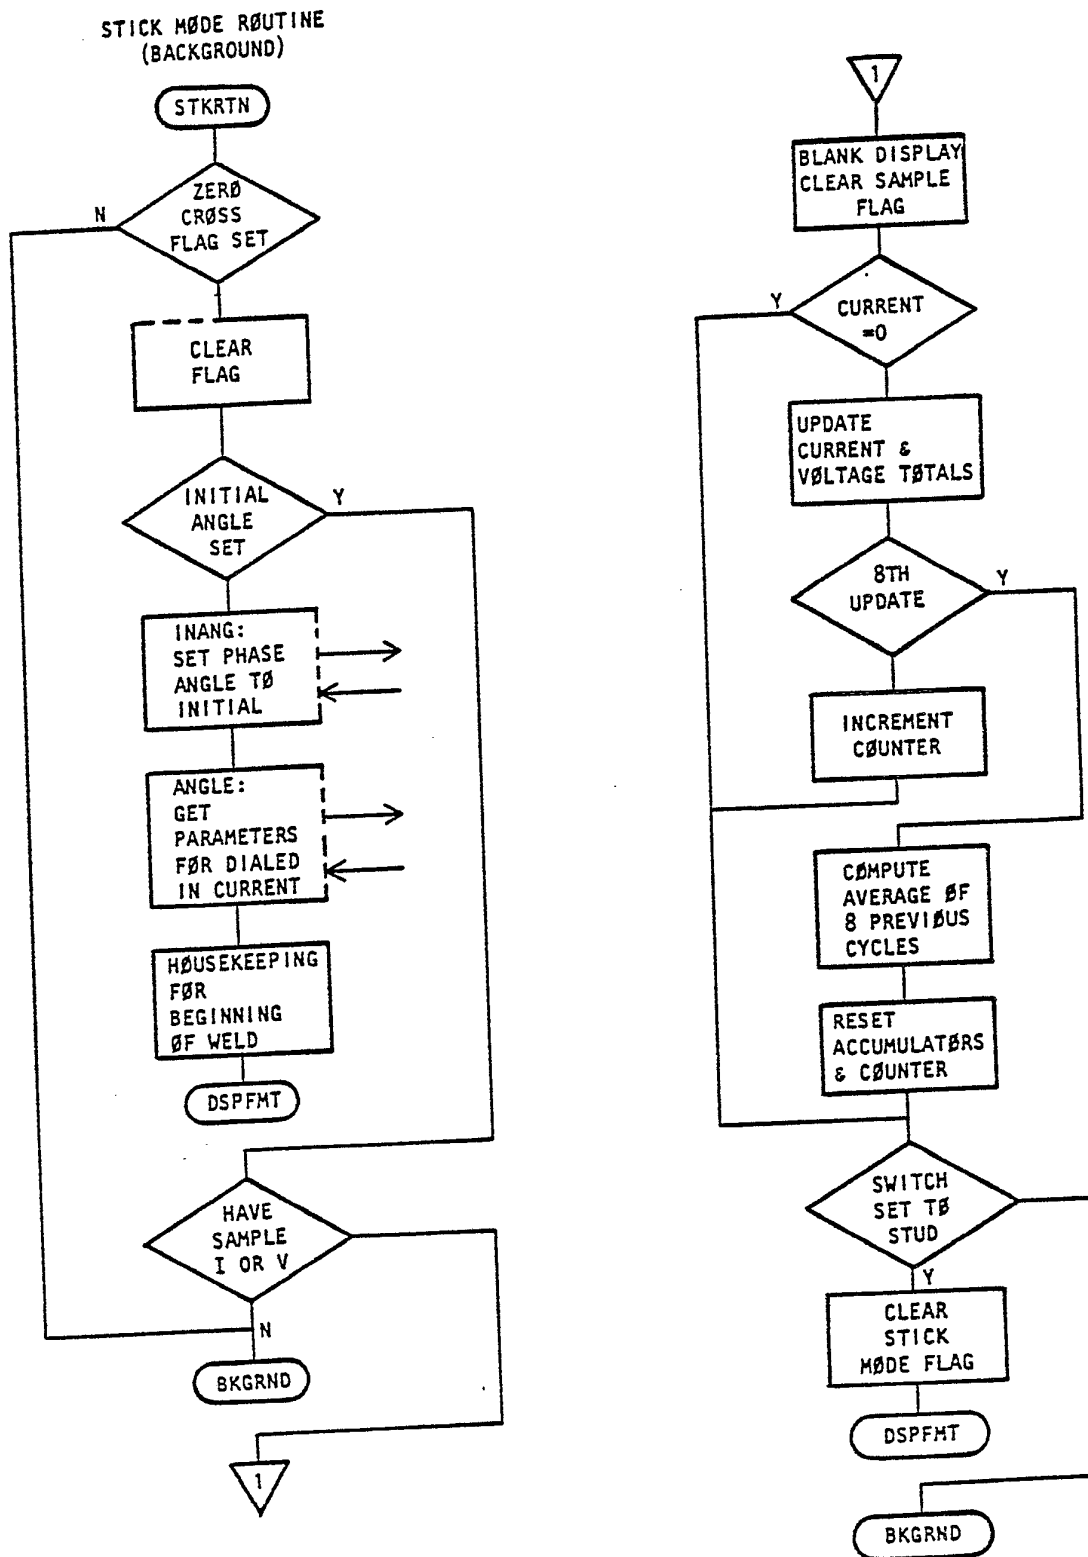 STICK MØDE RØUTINE
(BACKGROUND)
STKRTN
ZERØ
CRØSS
FLAG SET
N
CLEAR
FLAG
INITIAL
ANGLE
SET
Y
INANG:
SET PHASE
ANGLE TØ
INITIAL
ANGLE:
GET
PARAMETERS
FØR DIALED
IN CURRENT
HØUSEKEEPING
FØR
BEGINNING
ØF WELD
DSPFMT
HAVE
SAMPLE
I OR V
N
BKGRND
1
1
BLANK DISPLAY
CLEAR SAMPLE
FLAG
Y
CURRENT
=0
UPDATE
CURRENT &
VØLTAGE TØTALS
8TH
UPDATE
Y
INCREMENT
CØUNTER
CØMPUTE
AVERAGE ØF
8 PREVIØUS
CYCLES
RESET
ACCUMULATØRS
& CØUNTER
SWITCH
SET TØ
STUD
Y
CLEAR
STICK
MØDE FLAG
DSPFMT
BKGRND